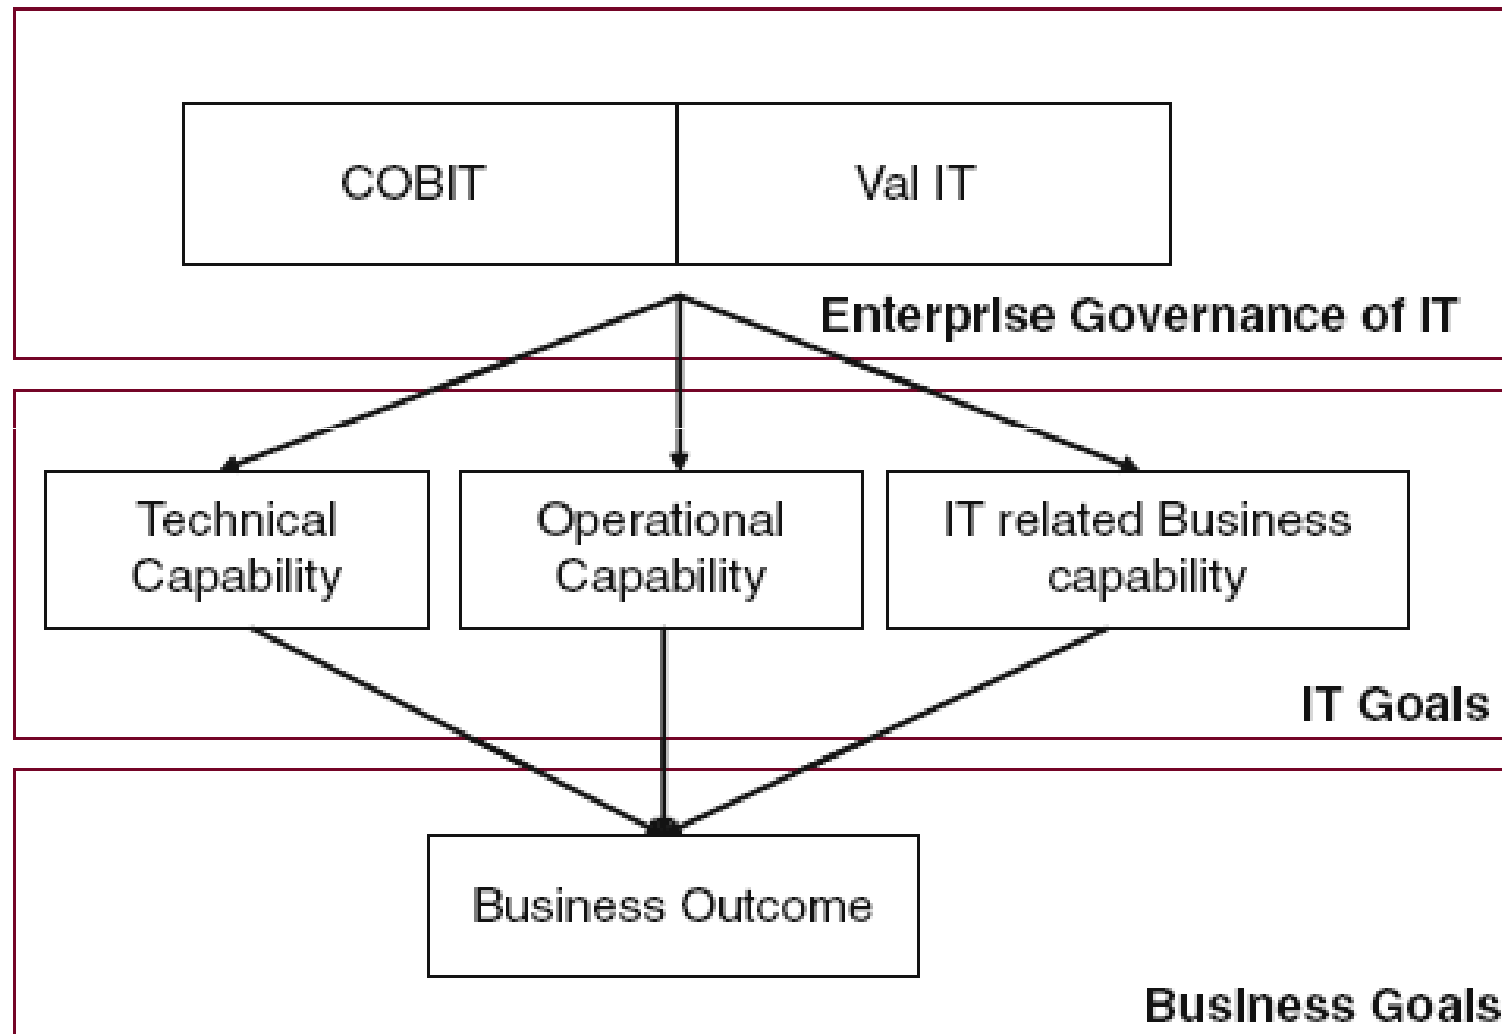 COBIT
Val IT
Enterprise Governance of IT
Technical
Capability
Operational
Capability
IT related Business
capability
IT Goals
Business Outcome
Business Goals